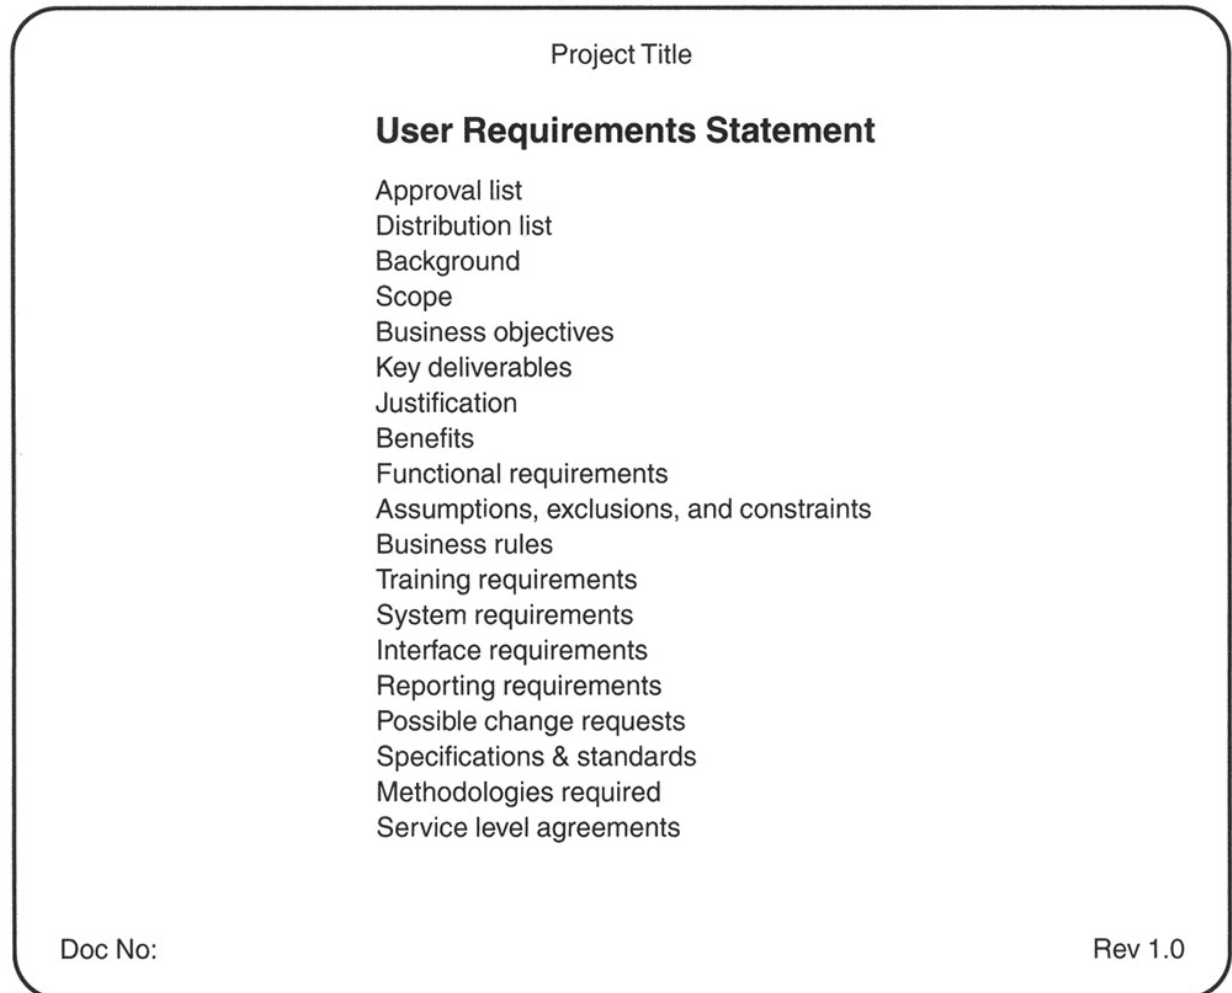 Project Title
User Requirements Statement
Approval list
Distribution list
Background
Scope
Business objectives
Key deliverables
Justification
Benefits
Functional requirements
Assumptions, exclusions, and constraints
Business rules
Training requirements
System requirements
Interface requirements
Reporting requirements
Possible change requests
Specifications & standards
Methodologies required
Service level agreements
Doc No:
Rev 1.0